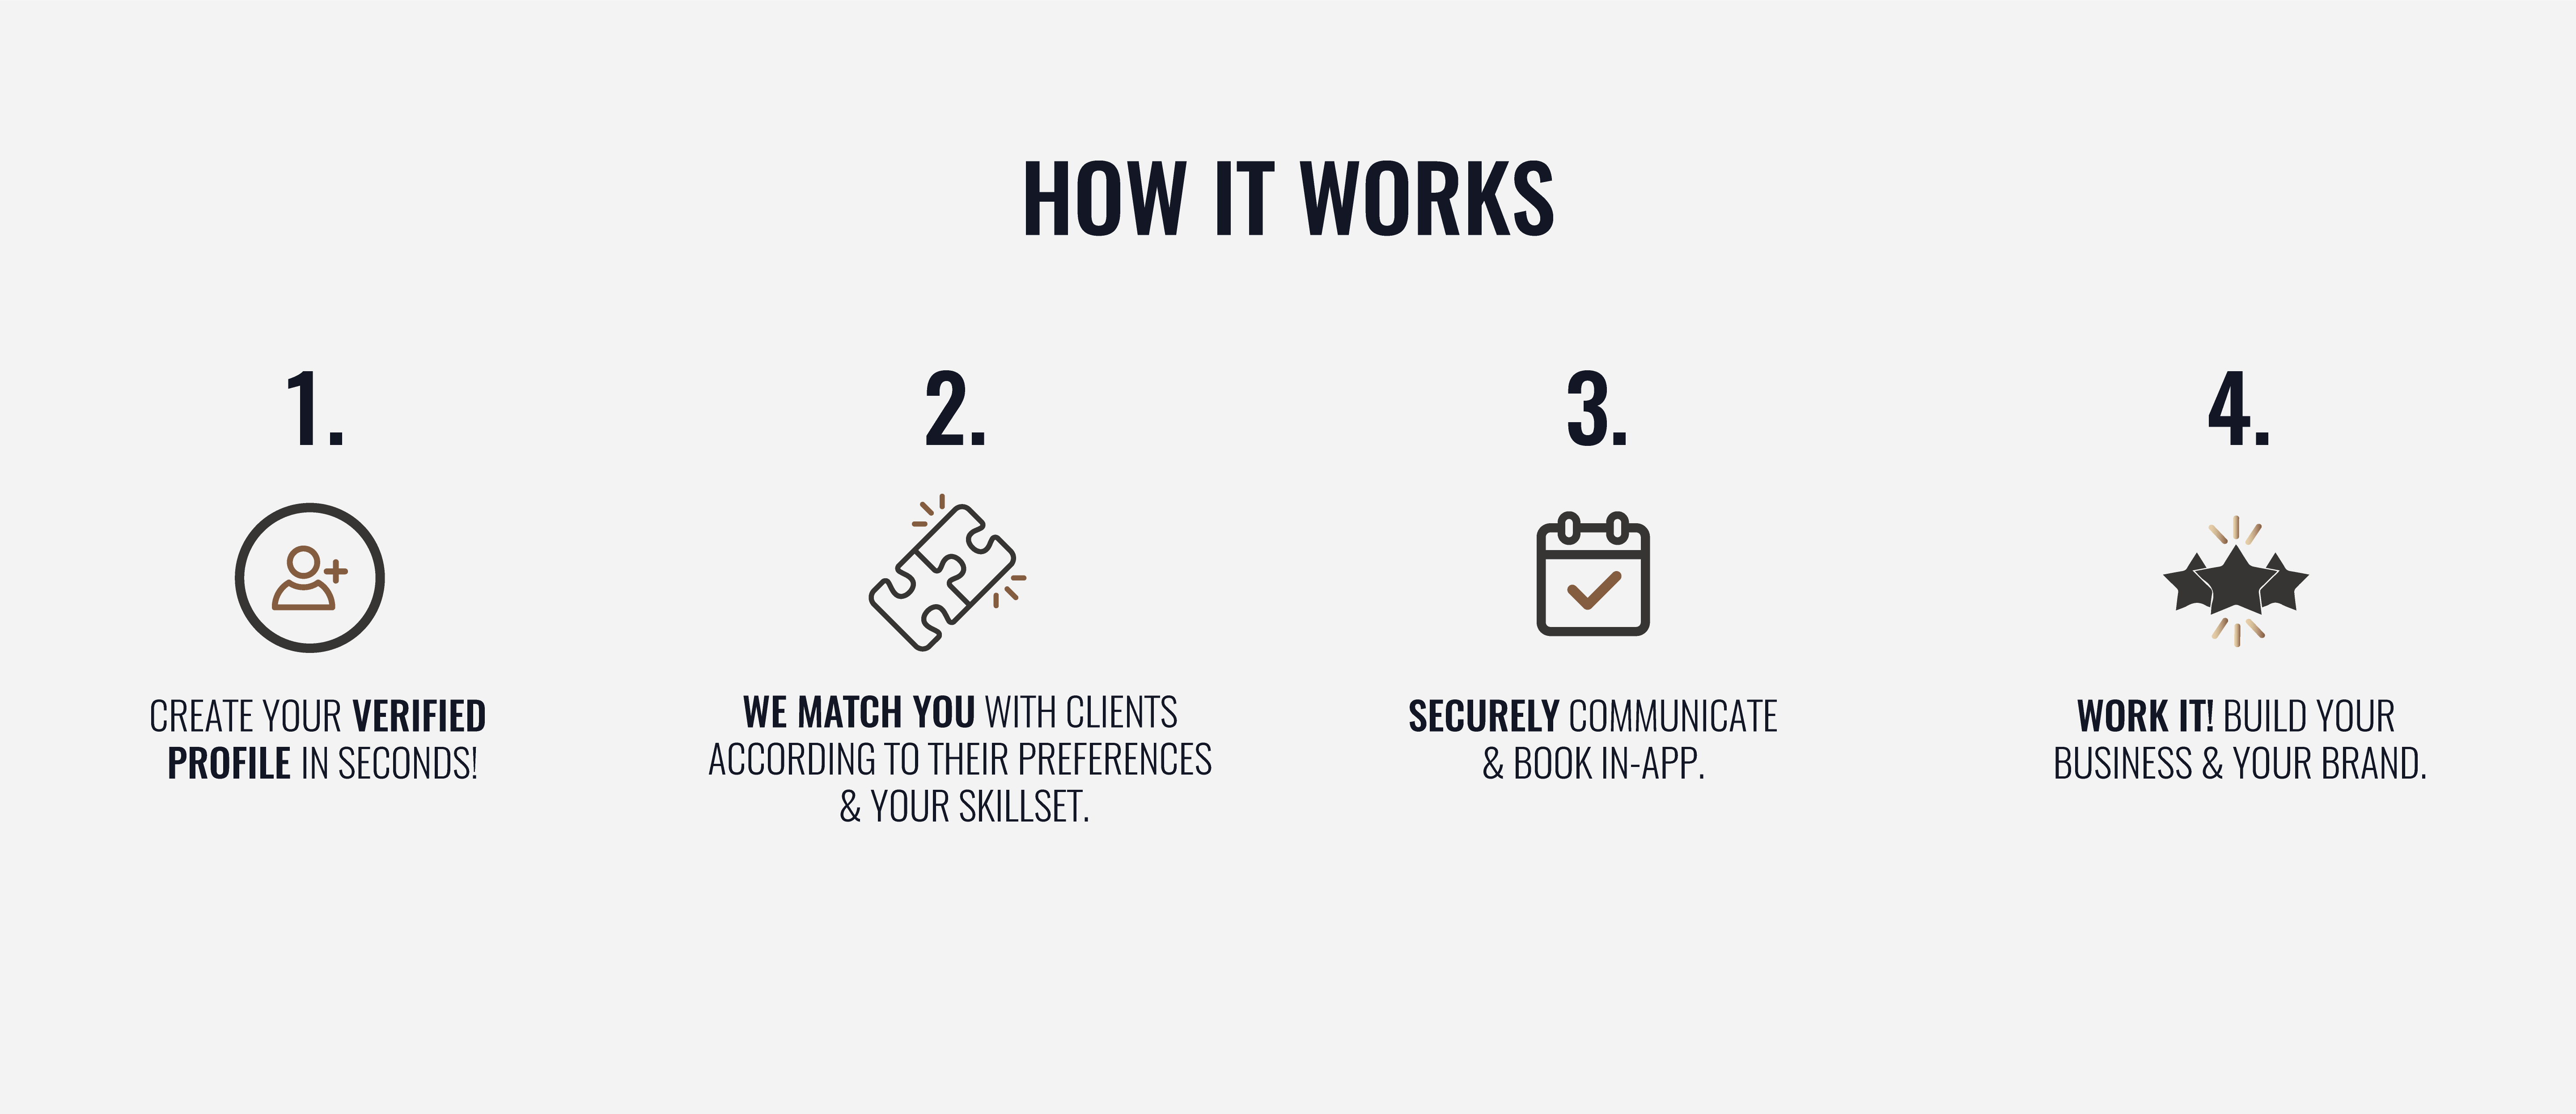 HOW IT WORKS
1.
CREATE YOUR VERIFIED
PROFILE IN SECONDS!
2.
WE MATCH YOU WITH CLIENTS
ACCORDING TO THEIR PREFERENCES
& YOUR SKILLSET.
3.
SECURELY COMMUNICATE
& BOOK IN-APP.
4.
WORK IT! BUILD YOUR
BUSINESS & YOUR BRAND.